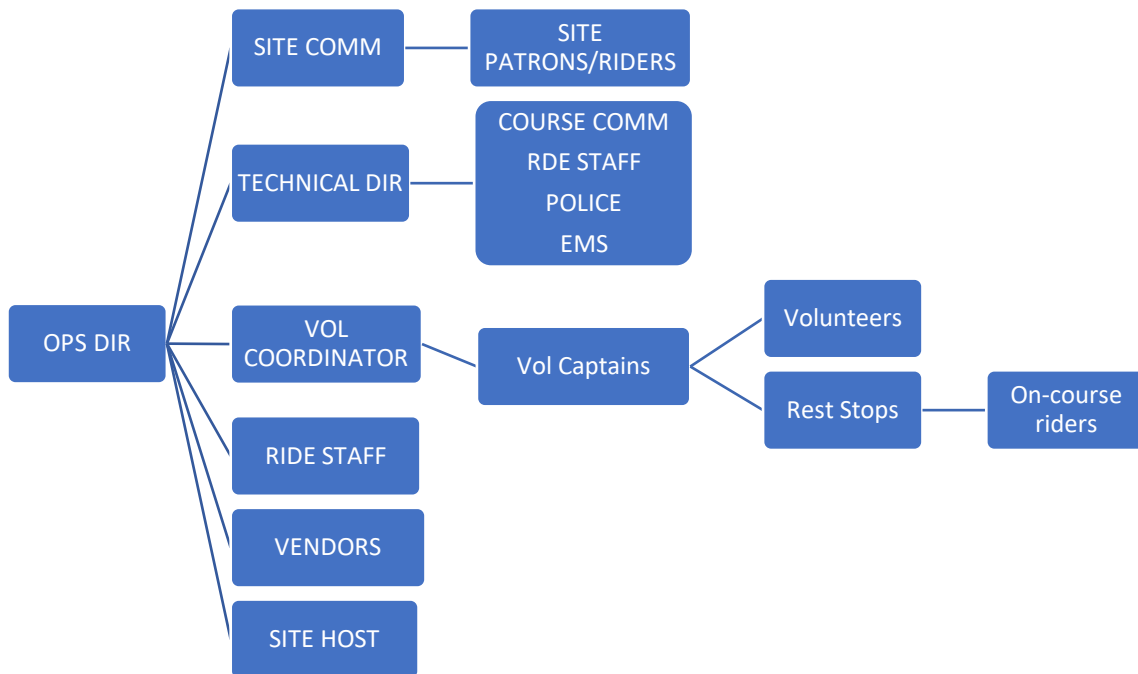 SITE COMM
SITE
PATRONS/RIDERS
TECHNICAL DIR
COURSE COMM
RDE STAFF
POLICE
EMS
OPS DIR
VOL
COORDINATOR
Vol Captains
Volunteers
Rest Stops
On-course
riders
RIDE STAFF
VENDORS
SITE HOST